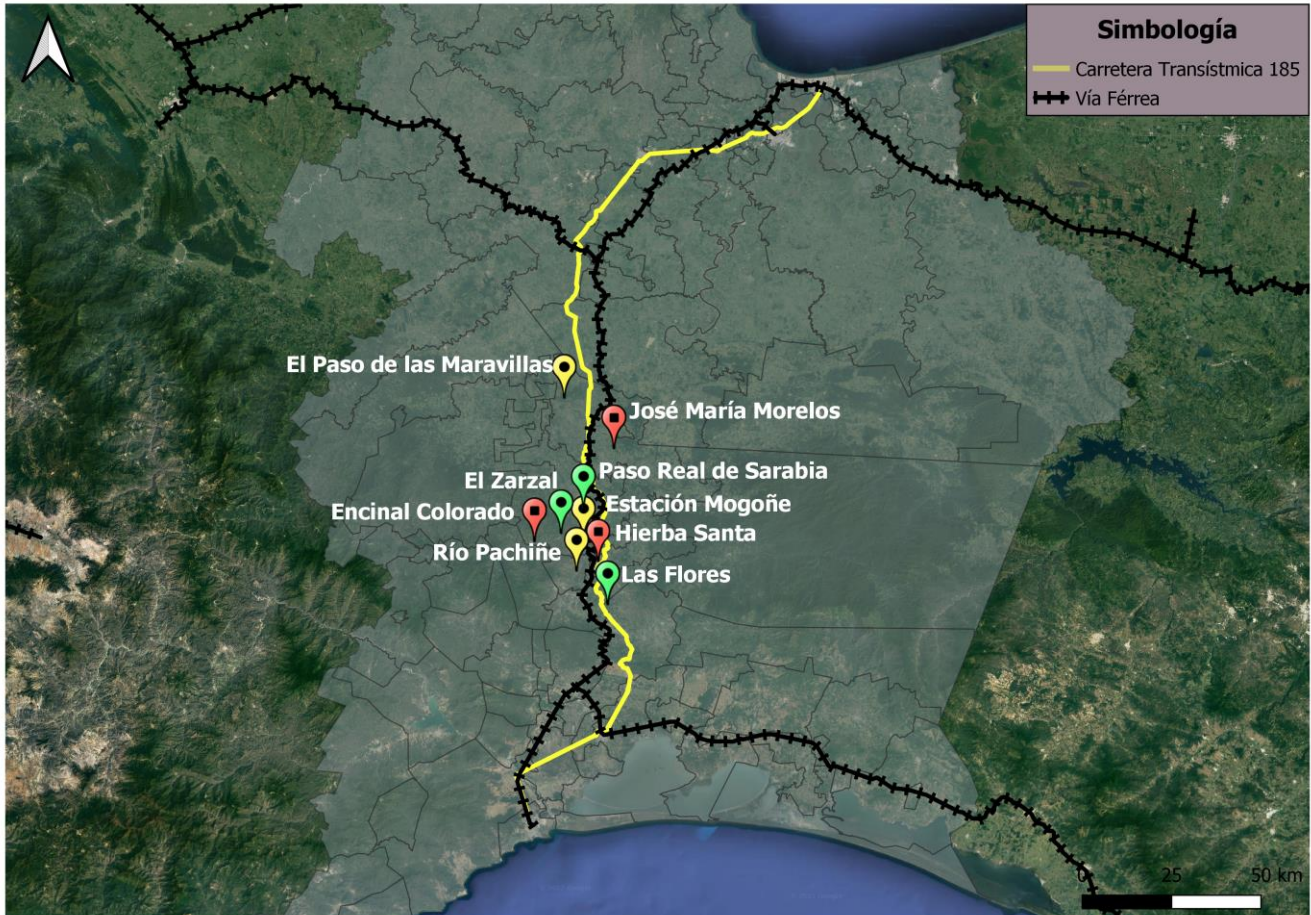 Simbología
Carretera Transístmica 185
Vía Férrea
El Paso de las Maravillas
José María Morelos
Paso Real de Sarabia
El Zarzal
Estación Mogoñe
Encinal Colorado
Hierba Santa
Río Pachiñe
Las Flores
0 25 50 km